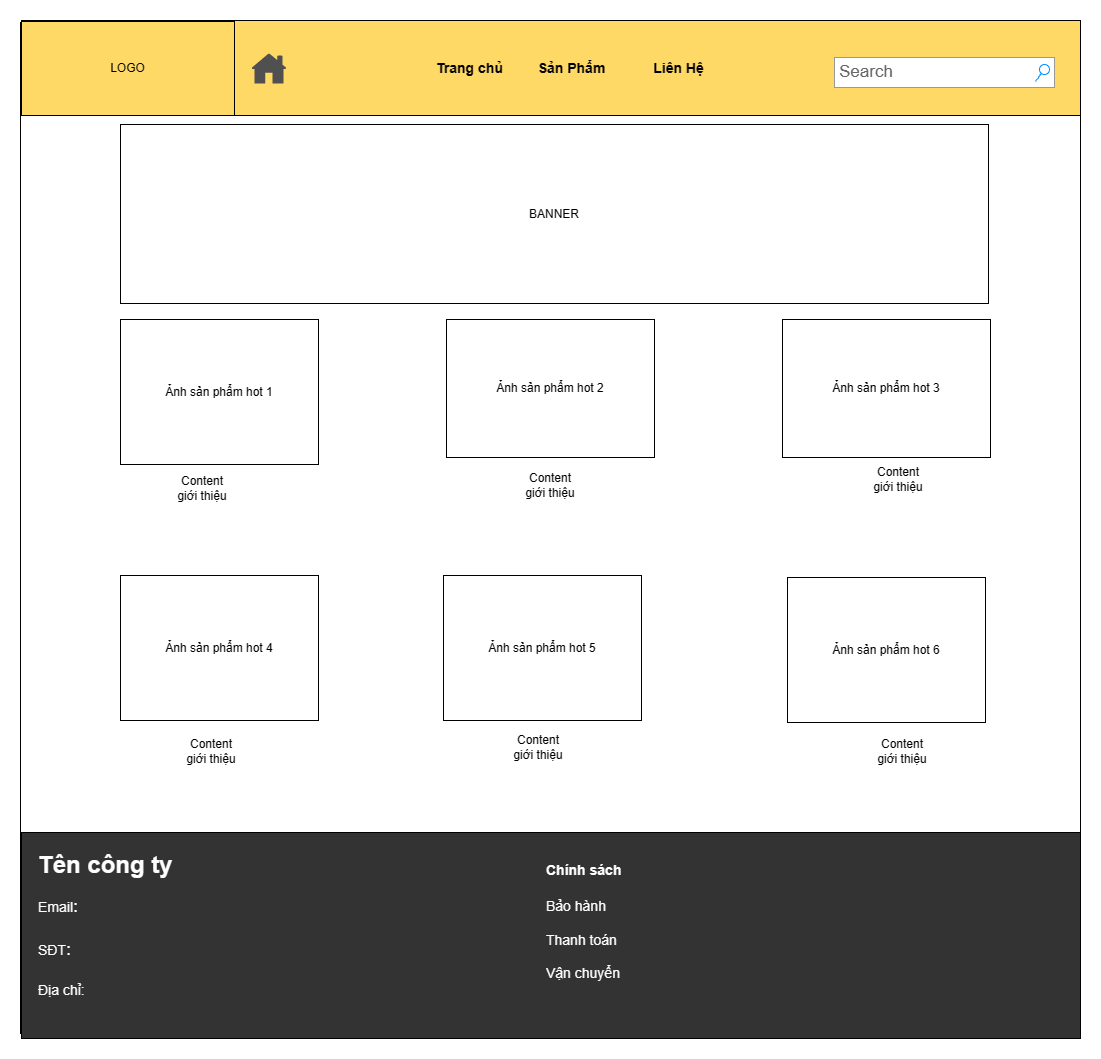 LOGO
Trang chủ
Sản Phẩm
Liên Hệ
Search
BANNER
Ảnh sản phẩm hot 1
Ảnh sản phẩm hot 2
Ảnh sản phẩm hot 3
Content
giới thiệu
Content
giới thiệu
Content
giới thiệu
Ảnh sản phẩm hot 4
Ảnh sản phẩm hot 5
Ảnh sản phẩm hot 6
Content
giới thiệu
Content
giới thiệu
Content
giới thiệu
Tên công ty
Email:
SĐT:
Địa chỉ:
Chính sách
Bảo hành
Thanh toán
Vận chuyển